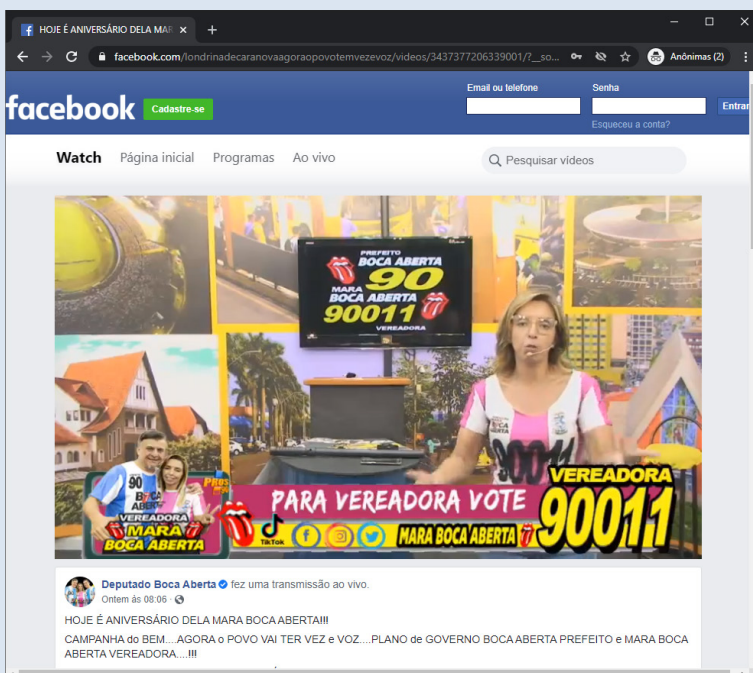 HOJE É ANIVERSÁRIO DELA MAR
facebook.com/londrinadecaranovaagoraopovotemvezevoz/videos/3437377206339001/?__so...
Anônimas (2)
facebook
Cadastre-se
Email ou telefone
Senha
Entrar
Esqueceu a conta?
Watch
Página inicial
Programas
Ao vivo
Pesquisar vídeos
PREFEITO
BOCA ABERTA
90
MARA
BOCA ABERTA
90011
VEREADORA
BOCA
ABERTA
90011
90
BOCA
ABERTA
PROS
VEREADORA
MARA
BOCA ABERTA
PARA VEREADORA VOTE
TikTok
MARA BOCA ABERTA
VEREADORA
90011
Deputado Boca Aberta fez uma transmissão ao vivo.
Ontem às 08:06 ·
HOJE É ANIVERSÁRIO DELA MARA BOCA ABERTA!!!
CAMPANHA do BEM....AGORA o POVO VAI TER VEZ e VOZ....PLANO de GOVERNO BOCA ABERTA PREFEITO e MARA BOCA
ABERTA VEREADORA....!!!